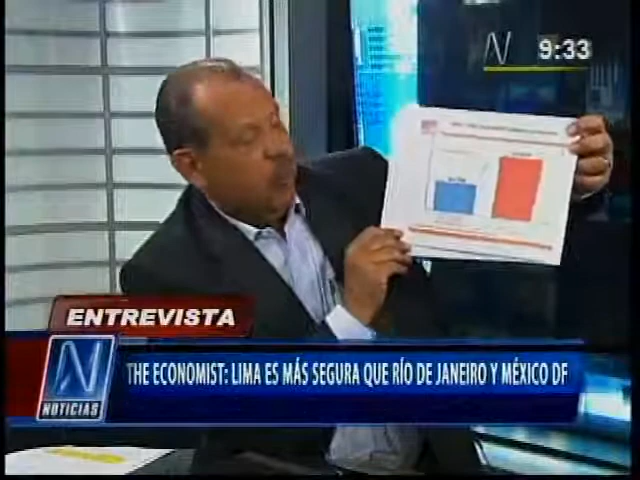 N
9:33
ENTREVISTA
N
NOTICIAS
THE ECONOMIST: LIMA ES MÁS SEGURA QUE RÍO DE JANEIRO Y MÉXICO DF